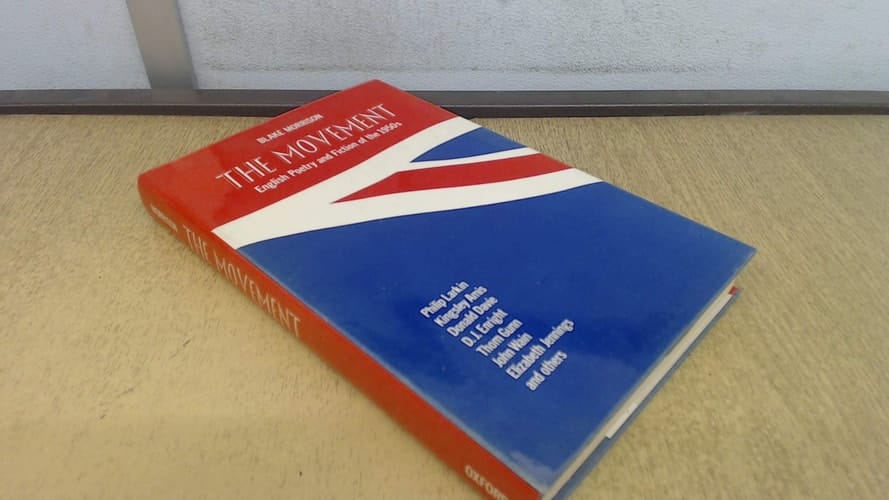 BLAKE MORRISON
THE MOVEMENT
English Poetry and Fiction of the 1950s
Philip Larkin
Kingsley Amis
Donald Davie
D.J. Enright
Thom Gunn
John Wain
Elizabeth Jennings
and others
THE MOVEMENT
OXFORD